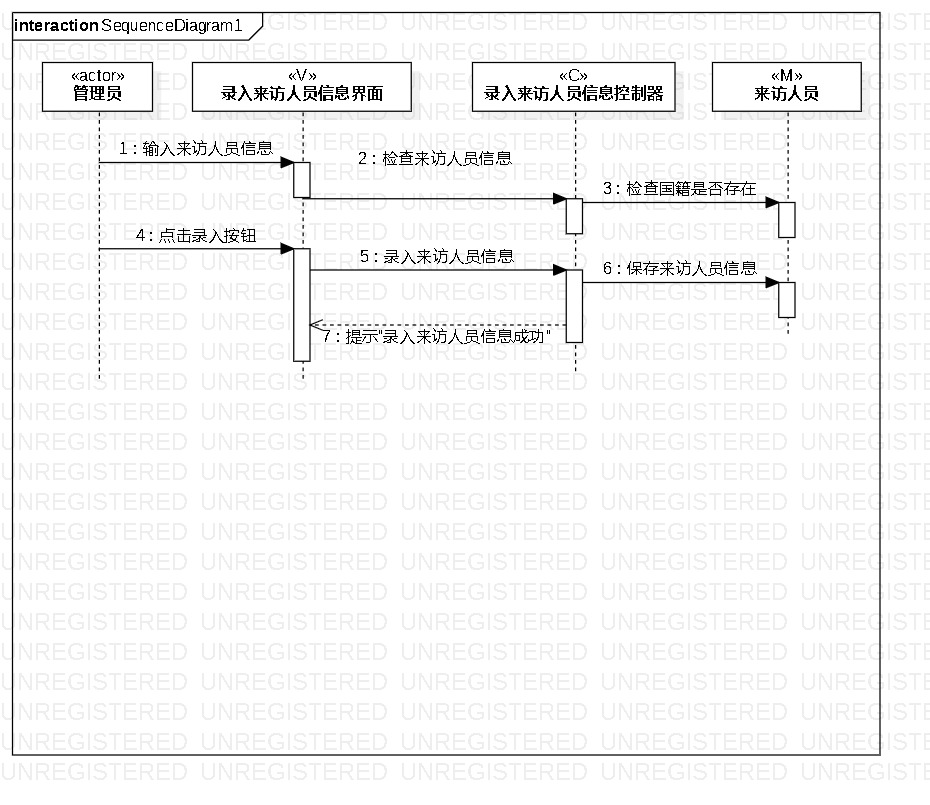 interaction SequenceDiagram1
«actor»
管理员
«V»
录入来访人员信息界面
«C»
录入来访人员信息控制器
«M»
来访人员
1 : 输入来访人员信息
2 : 检查来访人员信息
3 : 检查国籍是否存在
4 : 点击录入按钮
5 : 录入来访人员信息
6 : 保存来访人员信息
7 : 提示"录入来访人员信息成功"
UNREGISTERED